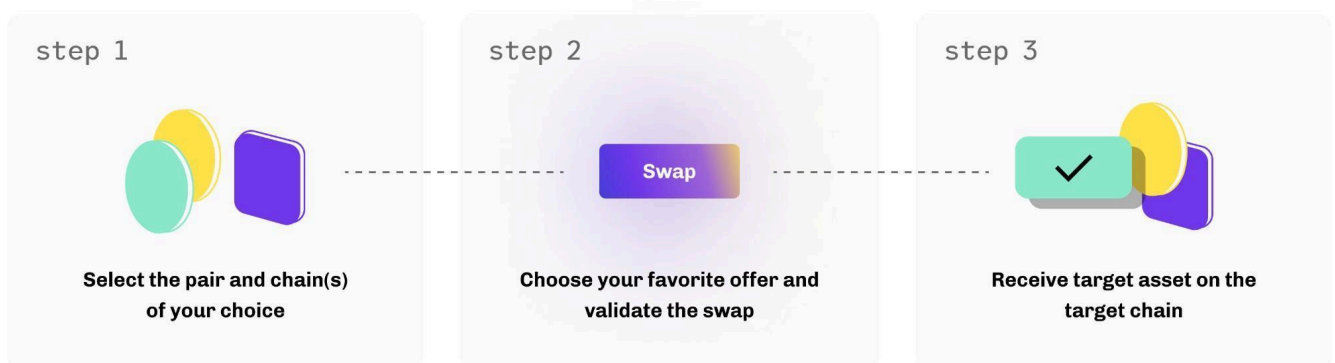 step 1
Select the pair and chain(s)
of your choice
step 2
Swap
Choose your favorite offer and
validate the swap
step 3
Receive target asset on the
target chain